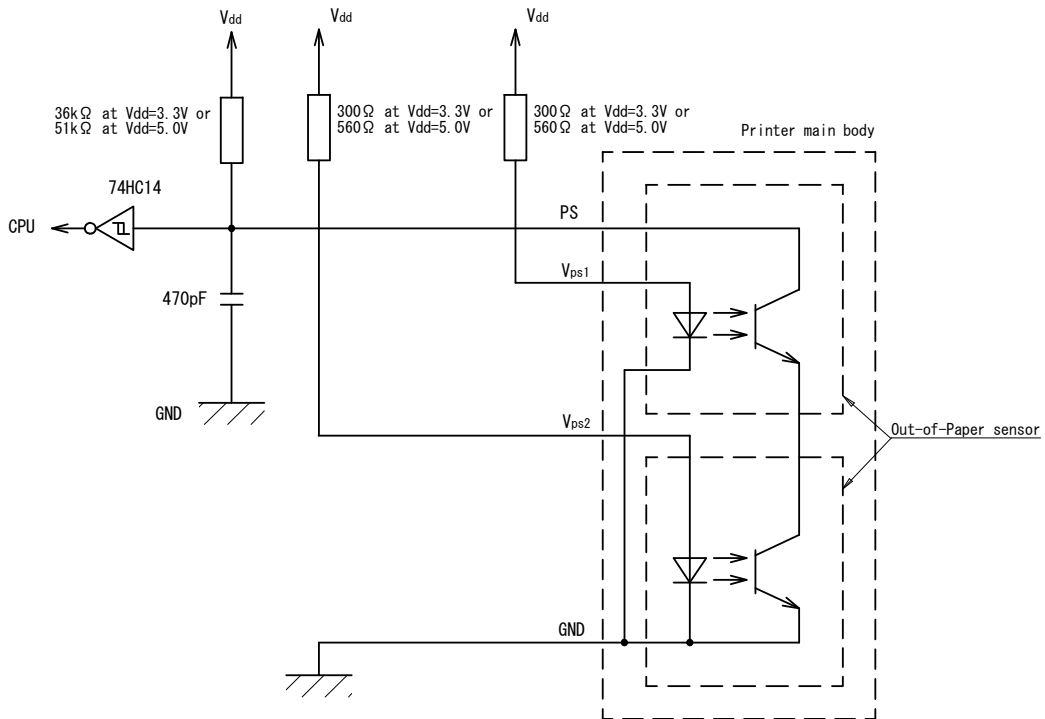 Vdd
Vdd
Vdd
36kΩ at Vdd=3.3V or
51kΩ at Vdd=5.0V
300Ω at Vdd=3.3V or
560Ω at Vdd=5.0V
300Ω at Vdd=3.3V or
560Ω at Vdd=5.0V
Printer main body
74HC14
CPU
PS
Vps1
470pF
GND
Vps2
Out-of-Paper sensor
GND